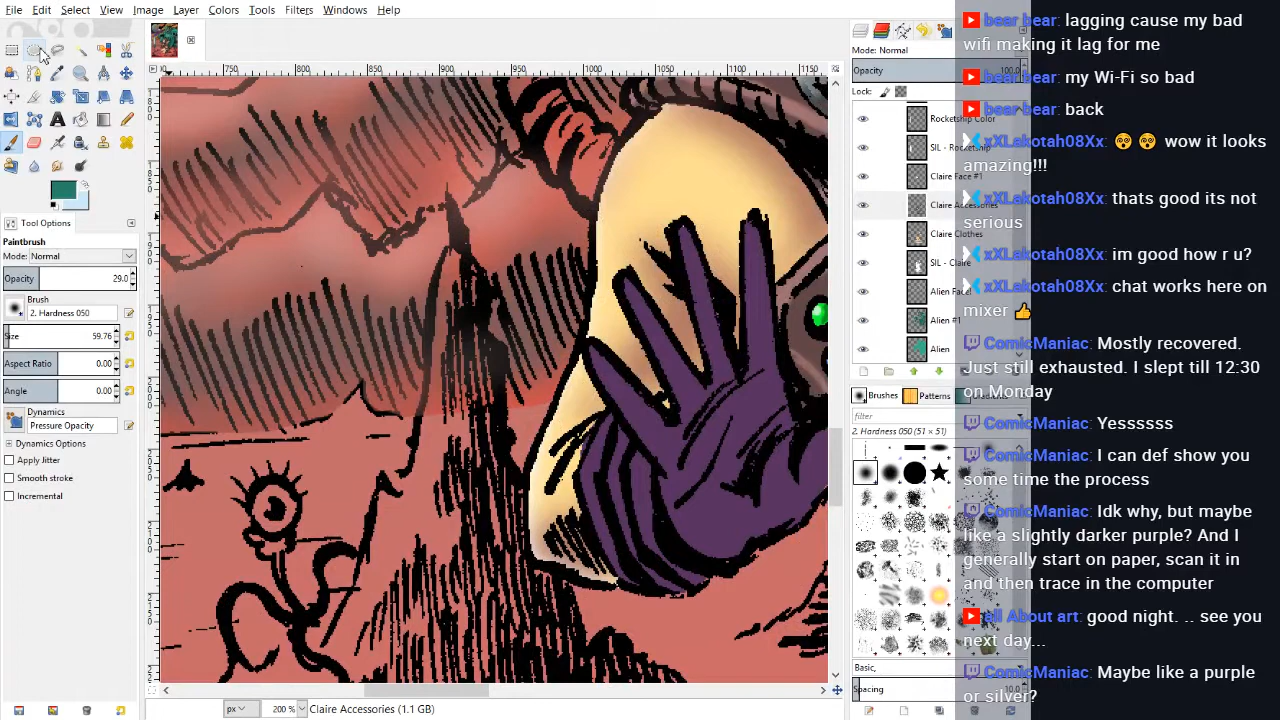 File Edit Select View Image Layer Colors Tools Filters Windows Help
750 800 850 900 950 1000 1050 1100 1150
Tool Options
Paintbrush
Mode: Normal
Opacity 29.0
Brush
2. Hardness 050
Size 59.76
Aspect Ratio 0.00
Angle 0.00
Dynamics
Pressure Opacity
Dynamics Options
Apply Jitter
Smooth stroke
Incremental
px 200 % Claire Accessories (1.1 GB)
Mode: Normal
Opacity 100.0
Lock:
Rocketship Color
SIL - Rocketship
Claire Face #1
Claire Accessories
Claire Clothes
SIL - Claire
Alien Face
Alien #1
Alien
Brushes Patterns
filter
2. Hardness 050 (51 × 51)
Basic,
Spacing 10.0
bear bear: lagging cause my bad
wifi making it lag for me
bear bear: my Wi-Fi so bad
bear bear: back
xXLakotah08Xx: 😵 😵 wow it looks
amazing!!!
xXLakotah08Xx: thats good its not
serious
xXLakotah08Xx: im good how r u?
xXLakotah08Xx: chat works here on
mixer 👍
ComicManiac: Mostly recovered.
Just still exhausted. I slept till 12:30
on Monday
ComicManiac: Yessssss
ComicManiac: I can def show you
some time the process
ComicManiac: Idk why, but maybe
like a slightly darker purple? And I
generally start on paper, scan it in
and then trace in the computer
all About art: good night. .. see you
next day...
ComicManiac: Maybe like a purple
or silver?